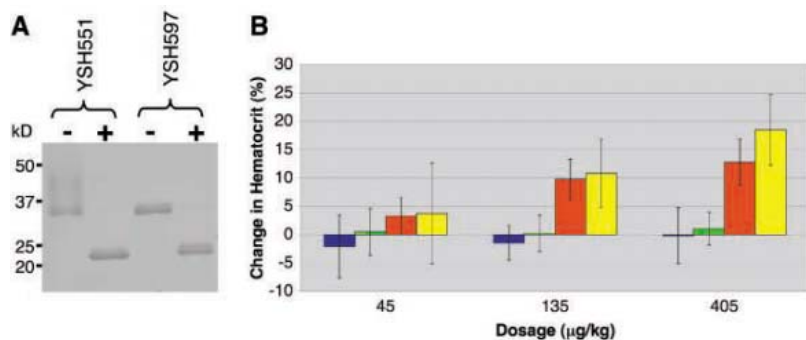 A
YSH551
YSH597
kD
- + - +
50
37
25
20
B
Change in Hematocrit (%)
30
25
20
15
10
5
0
-5
-10
45 135 405
Dosage (μg/kg)